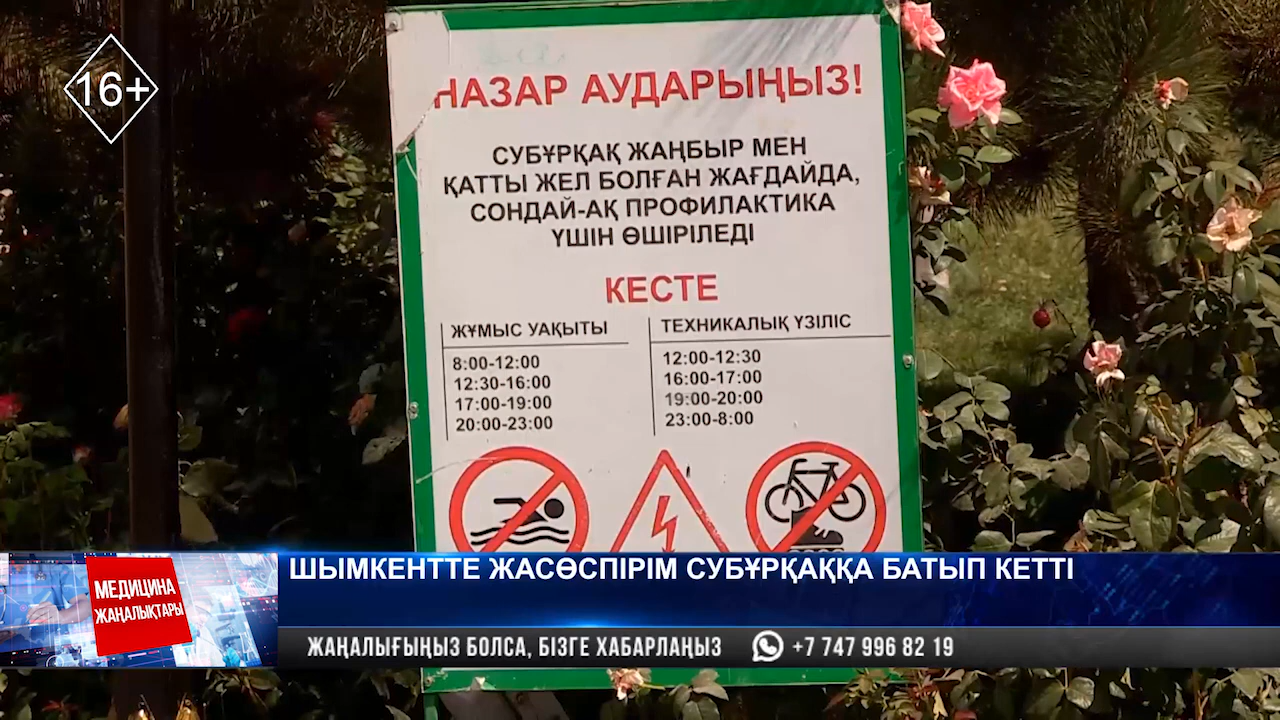 16+
НАЗАР АУДАРЫҢЫЗ!
СУБҰРҚАҚ ЖАҢБЫР МЕН
ҚАТТЫ ЖЕЛ БОЛҒАН ЖАҒДАЙДА,
СОНДАЙ-АҚ ПРОФИЛАКТИКА
ҮШІН ӨШІРІЛЕДІ
КЕСТЕ
ЖҰМЫС УАҚЫТЫ
8:00-12:00
12:30-16:00
17:00-19:00
20:00-23:00
ТЕХНИКАЛЫҚ ҮЗІЛІС
12:00-12:30
16:00-17:00
19:00-20:00
23:00-8:00
МЕДИЦИНА
ЖАҢАЛЫҚТАРЫ
ШЫМКЕНТТЕ ЖАСӨСПІРІМ СУБҰРҚАҚҚА БАТЫП КЕТТІ
ЖАҢАЛЫҒЫҢЫЗ БОЛСА, БІЗГЕ ХАБАРЛАҢЫЗ +7 747 996 82 19